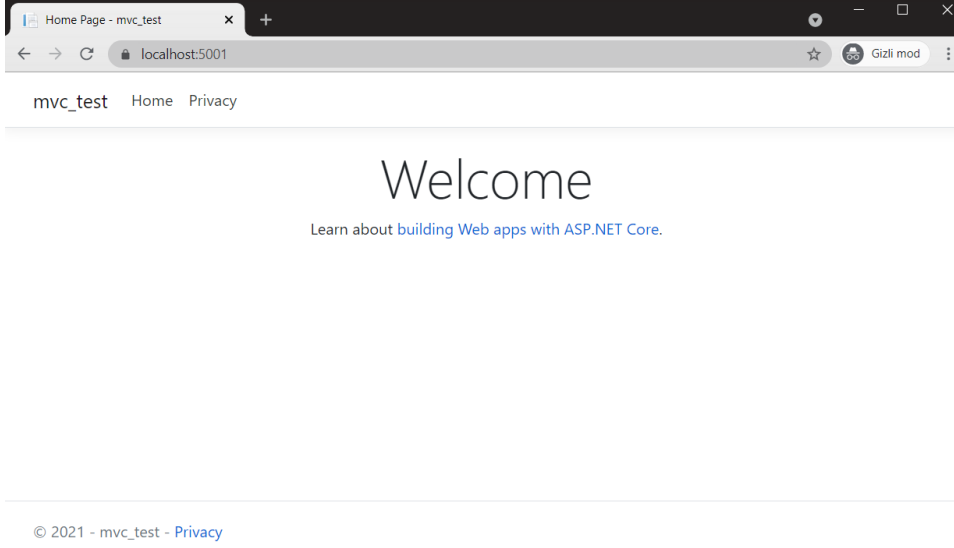 Home Page - mvc_test
localhost:5001
Gizli mod
mvc_test Home Privacy
Welcome
Learn about building Web apps with ASP.NET Core.
© 2021 - mvc_test - Privacy